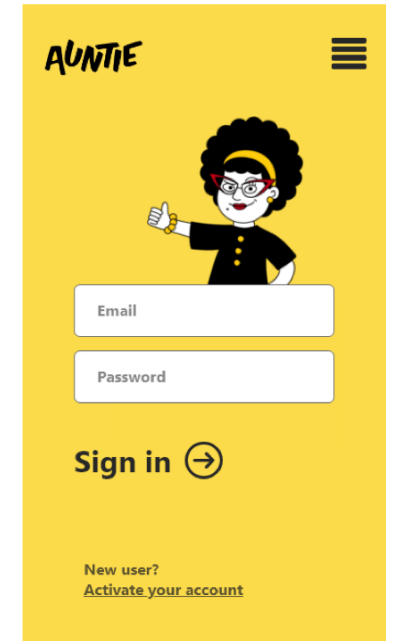 AUNTIE
Email
Password
Sign in
New user?
Activate your account